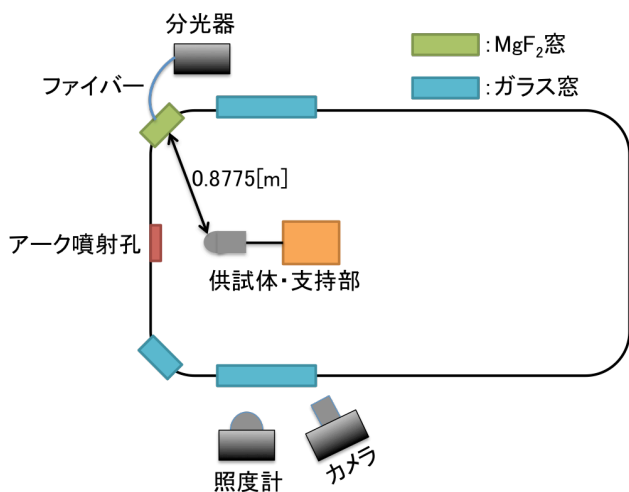 分光器
:MgF₂窓
ファイバー
:ガラス窓
0.8775[m]
アーク噴射孔
供試体・支持部
照度計
カメラ